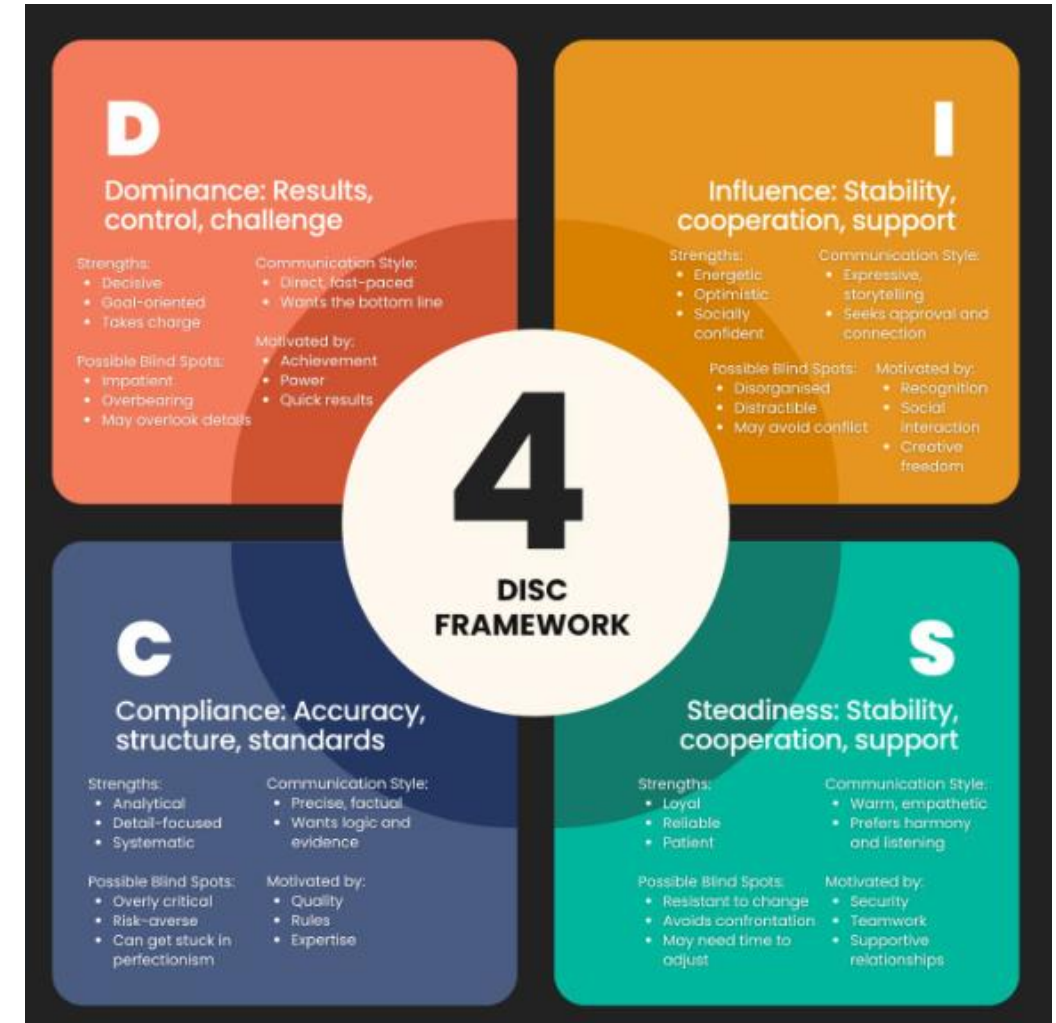 D
Dominance: Results,
control, challenge
Strengths:
• Decisive
• Goal-oriented
• Takes charge
Possible Blind Spots:
• Impatient
• Overbearing
• May overlook details
Communication Style:
• Direct, fast-paced
• Wants the bottom line
Motivated by:
• Achievement
• Power
• Quick results
I
Influence: Stability,
cooperation, support
Strengths:
• Energetic
• Optimistic
• Socially
confident
Communication Style:
• Expressive,
storytelling
• Seeks approval and
connection
Possible Blind Spots:
• Disorganised
• Distractible
• May avoid conflict
Motivated by:
• Recognition
• Social
interaction
• Creative
freedom
4
DISC
FRAMEWORK
C
Compliance: Accuracy,
structure, standards
Strengths:
• Analytical
• Detail-focused
• Systematic
Possible Blind Spots:
• Overly critical
• Risk-averse
• Can get stuck in
perfectionism
Communication Style:
• Precise, factual
• Wants logic and
evidence
Motivated by:
• Quality
• Rules
• Expertise
S
Steadiness: Stability,
cooperation, support
Strengths:
• Loyal
• Reliable
• Patient
Possible Blind Spots:
• Resistant to change
• Avoids confrontation
• May need time to
adjust
Communication Style:
• Warm, empathetic
• Prefers harmony
and listening
Motivated by:
• Security
• Teamwork
• Supportive
relationships